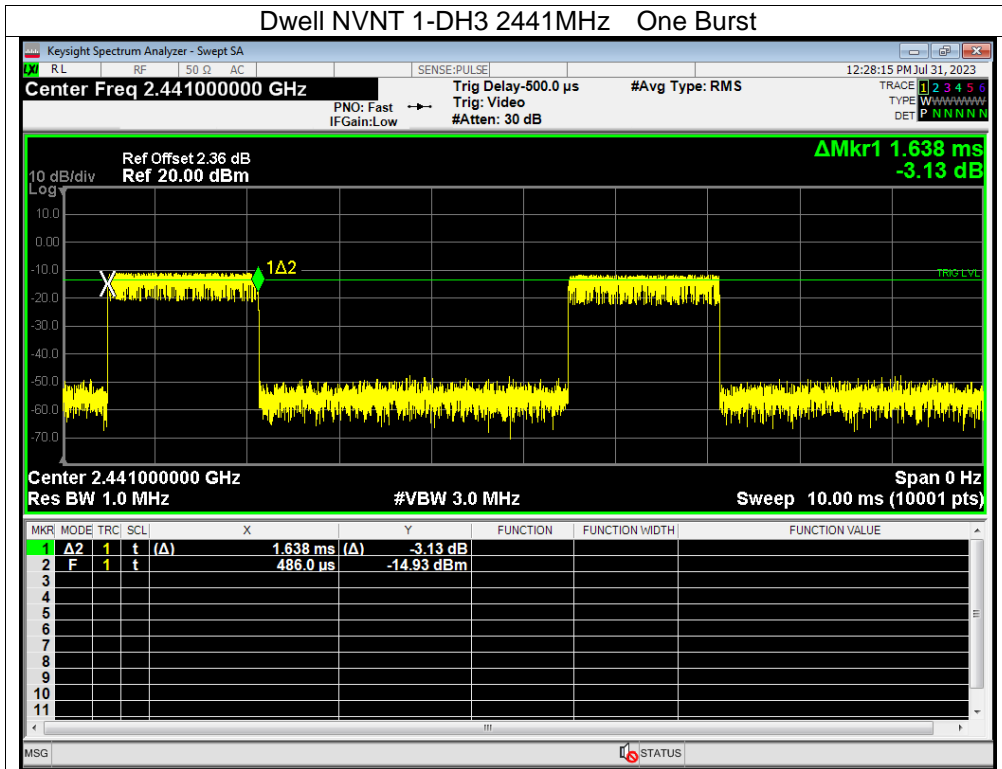 Dwell NVNT 1-DH3 2441MHz One Burst
Keysight Spectrum Analyzer - Swept SA
LXI RL RF 50 Ω AC SENSE:PULSE 12:28:15 PM Jul 31, 2023
Center Freq 2.441000000 GHz Trig Delay-500.0 µs #Avg Type: RMS TRACE 1 2 3 4 5 6
PNO: Fast Trig: Video TYPE WWWWWW
IFGain:Low #Atten: 30 dB DET P NNNNN
ΔMkr1 1.638 ms
-3.13 dB
Ref Offset 2.36 dB
10 dB/div Ref 20.00 dBm
Log
10.0
0.00
-10.0
1Δ2
TRIG LVL
-20.0
-30.0
-40.0
-50.0
-60.0
-70.0
Center 2.441000000 GHz Span 0 Hz
Res BW 1.0 MHz #VBW 3.0 MHz Sweep 10.00 ms (10001 pts)
MKR MODE TRC SCL X Y FUNCTION FUNCTION WIDTH FUNCTION VALUE
1 Δ2 1 t (Δ) 1.638 ms (Δ) -3.13 dB
2 F 1 t 486.0 µs -14.93 dBm
3
4
5
6
7
8
9
10
11
MSG STATUS